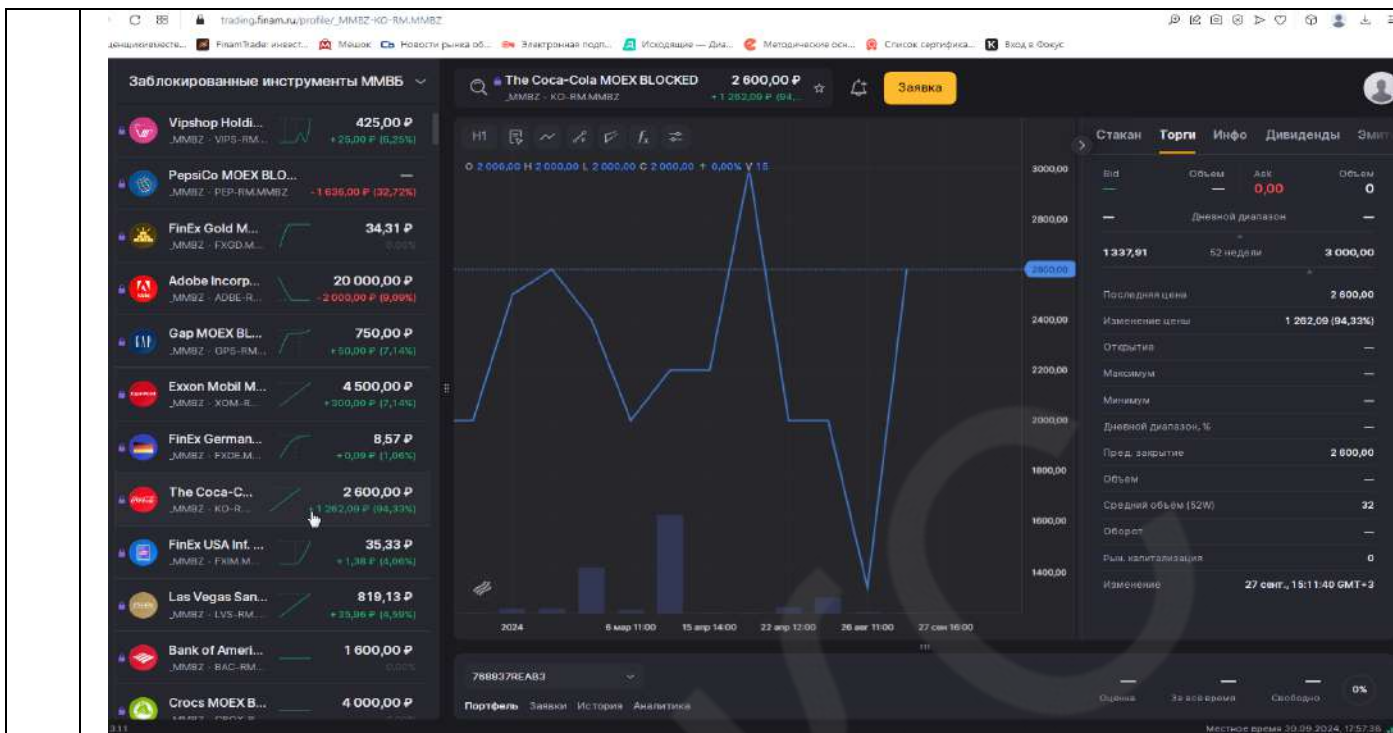 trading.finam.ru/profile/_MMBZ-KO-RM.MMBZ
FinamTrade: инвест...
Мешок
Новости рынка об...
Электронная подп...
Исходящие — Диа...
Методические осн...
Список сертифика...
Вход в Фокус
Заблокированные инструменты ММВБ
The Coca-Cola MOEX BLOCKED 2 600,00 ₽
_MMBZ - KO-RM.MMBZ +1 262,09 ₽ (94,...
Заявка
Vipshop Holdi... 425,00 ₽
_MMBZ - VIPS-RM... +25,00 ₽ (6,25%)
PepsiCo MOEX BLO... —
_MMBZ - PEP-RM.MMBZ -1 636,00 ₽ (32,72%)
FinEx Gold M... 34,31 ₽
_MMBZ - FXGD.M... 0,00%
Adobe Incorp... 20 000,00 ₽
_MMBZ - ADBE-R... -2 000,00 ₽ (9,09%)
Gap MOEX BL... 750,00 ₽
_MMBZ - GPS-RM... +50,00 ₽ (7,14%)
Exxon Mobil M... 4 500,00 ₽
_MMBZ - XOM-R... +300,00 ₽ (7,14%)
FinEx German... 8,57 ₽
_MMBZ - FXDE.M... +0,09 ₽ (1,06%)
The Coca-C... 2 600,00 ₽
_MMBZ - KO-R... +1 262,09 ₽ (94,33%)
FinEx USA Inf. ... 35,33 ₽
_MMBZ - FXIM.M... +1,38 ₽ (4,06%)
Las Vegas San... 819,13 ₽
_MMBZ - LVS-RM... +35,96 ₽ (4,59%)
Bank of Ameri... 1 600,00 ₽
_MMBZ - BAC-RM... 0,00%
Crocs MOEX B... 4 000,00 ₽
H1
O 2 000,00 H 2 000,00 L 2 000,00 C 2 000,00 + 0,00% V 15
3000,00
2800,00
2600,00
2400,00
2200,00
2000,00
1800,00
1600,00
1400,00
2024 6 мар 11:00 15 апр 14:00 22 апр 12:00 26 авг 11:00 27 сен 16:00
768837REAB3
Портфель Заявки История Аналитика
Стакан Торги Инфо Дивиденды Эмит
Bid Объем Ask Объем
— — 0,00 0
— Дневной диапазон —
1 337,91 52 недели 3 000,00
Последняя цена 2 600,00
Изменение цены 1 262,09 (94,33%)
Открытие —
Максимум —
Минимум —
Дневной диапазон, % —
Пред. закрытие 2 600,00
Объем —
Средний объём (52W) 32
Оборот —
Рын. капитализация 0
Изменение 27 сент., 15:11:40 GMT+3
— — — 0%
Оценка За всё время Свободно
Местное время 30.09.2024, 17:57:36